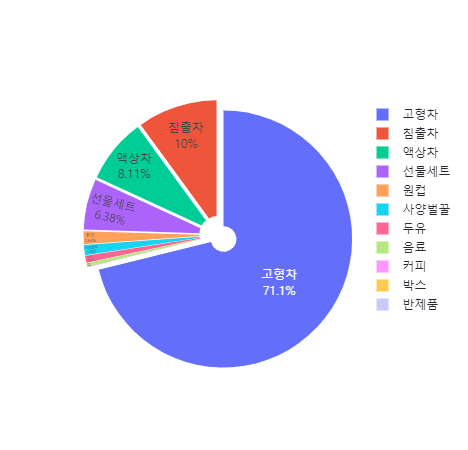 침출차
10%
액상차
8.11%
선물세트
6.38%
고형차
71.1%
고형차
침출차
액상차
선물세트
원컵
사양벌꿀
두유
음료
커피
박스
반제품